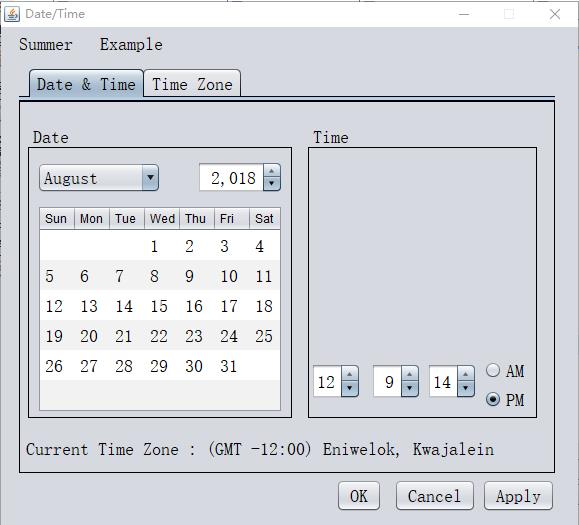 Date/Time
Summer Example
Date & Time Time Zone
Date Time
August 2,018
Sun Mon Tue Wed Thu Fri Sat
1 2 3 4
5 6 7 8 9 10 11
12 13 14 15 16 17 18
19 20 21 22 23 24 25
26 27 28 29 30 31
12 9 14 AM
PM
Current Time Zone : (GMT -12:00) Eniwelok, Kwajalein
OK Cancel Apply